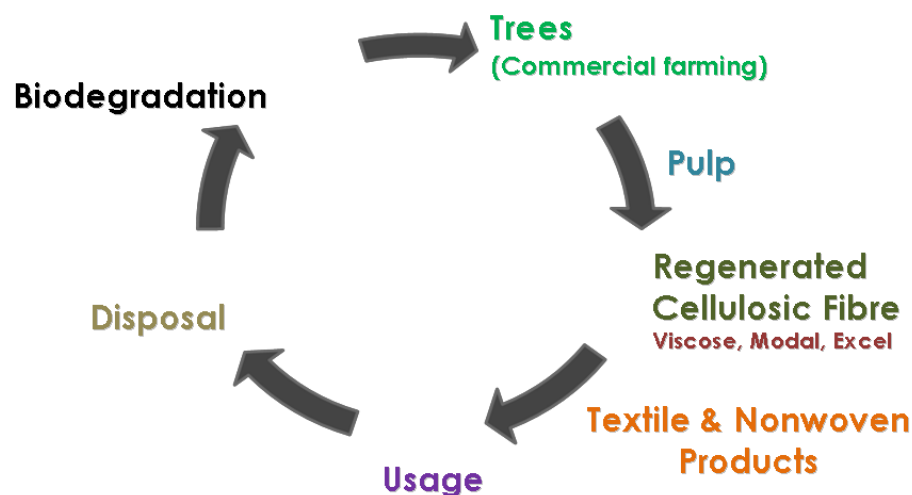 Trees
(Commercial farming)
Biodegradation
Pulp
Regenerated
Cellulosic Fibre
Viscose, Modal, Excel
Disposal
Textile & Nonwoven
Products
Usage